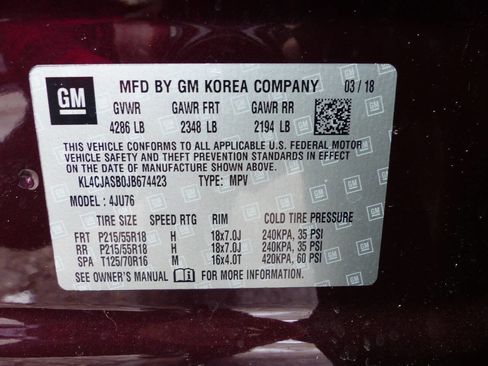 GM
MFD BY GM KOREA COMPANY 03 / 18
GVWR GAWR FRT GAWR RR
4286 LB 2348 LB 2194 LB
THIS VEHICLE CONFORMS TO ALL APPLICABLE U.S. FEDERAL MOTOR
VEHICLE SAFETY AND THEFT PREVENTION STANDARDS IN EFFECT
ON THE DATE OF MANUFACTURE SHOWN ABOVE.
KL4CJASB0JB674423 TYPE: MPV
MODEL : 4JU76
TIRE SIZE SPEED RTG RIM COLD TIRE PRESSURE
FRT P215/55R18 H 18x7.0J 240KPA, 35 PSI
RR P215/55R18 H 18x7.0J 240KPA, 35 PSI
SPA T125/70R16 M 16x4.0T 420KPA, 60 PSI
SEE OWNER'S MANUAL FOR MORE INFORMATION